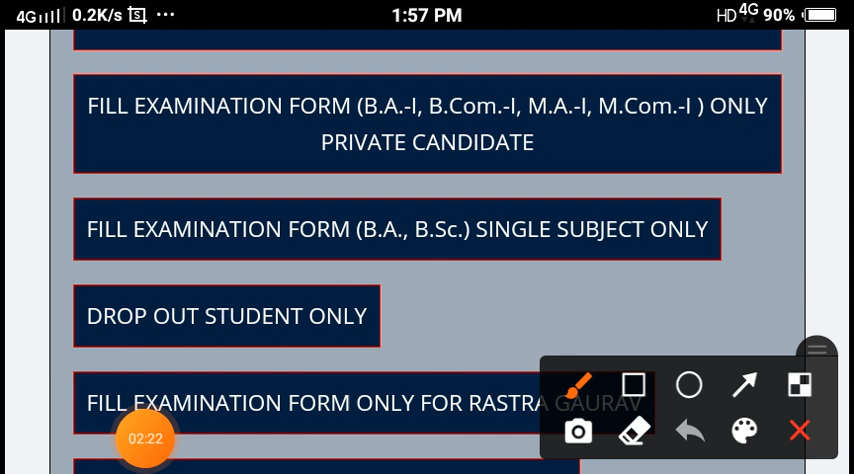 4G 0.2K/s S ... 1:57 PM HD 4G 90%
FILL EXAMINATION FORM (B.A.-I, B.Com.-I, M.A.-I, M.Com.-I ) ONLY
PRIVATE CANDIDATE
FILL EXAMINATION FORM (B.A., B.Sc.) SINGLE SUBJECT ONLY
DROP OUT STUDENT ONLY
FILL EXAMINATION FORM ONLY FOR RASTRA GAURAV
02:22